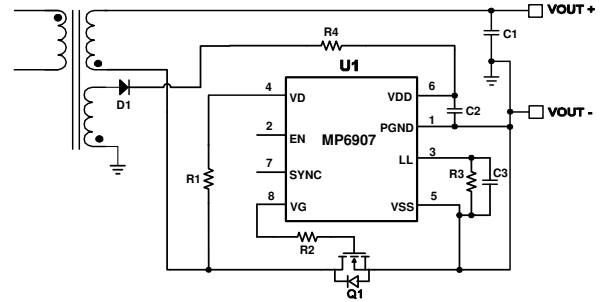 VOUT +
R4
C1
U1
D1
4
VD
6
VDD
C2
VOUT -
2
EN
MP6907
PGND
1
7
SYNC
LL
3
R1
R3
C3
8
VG
VSS
5
R2
Q1